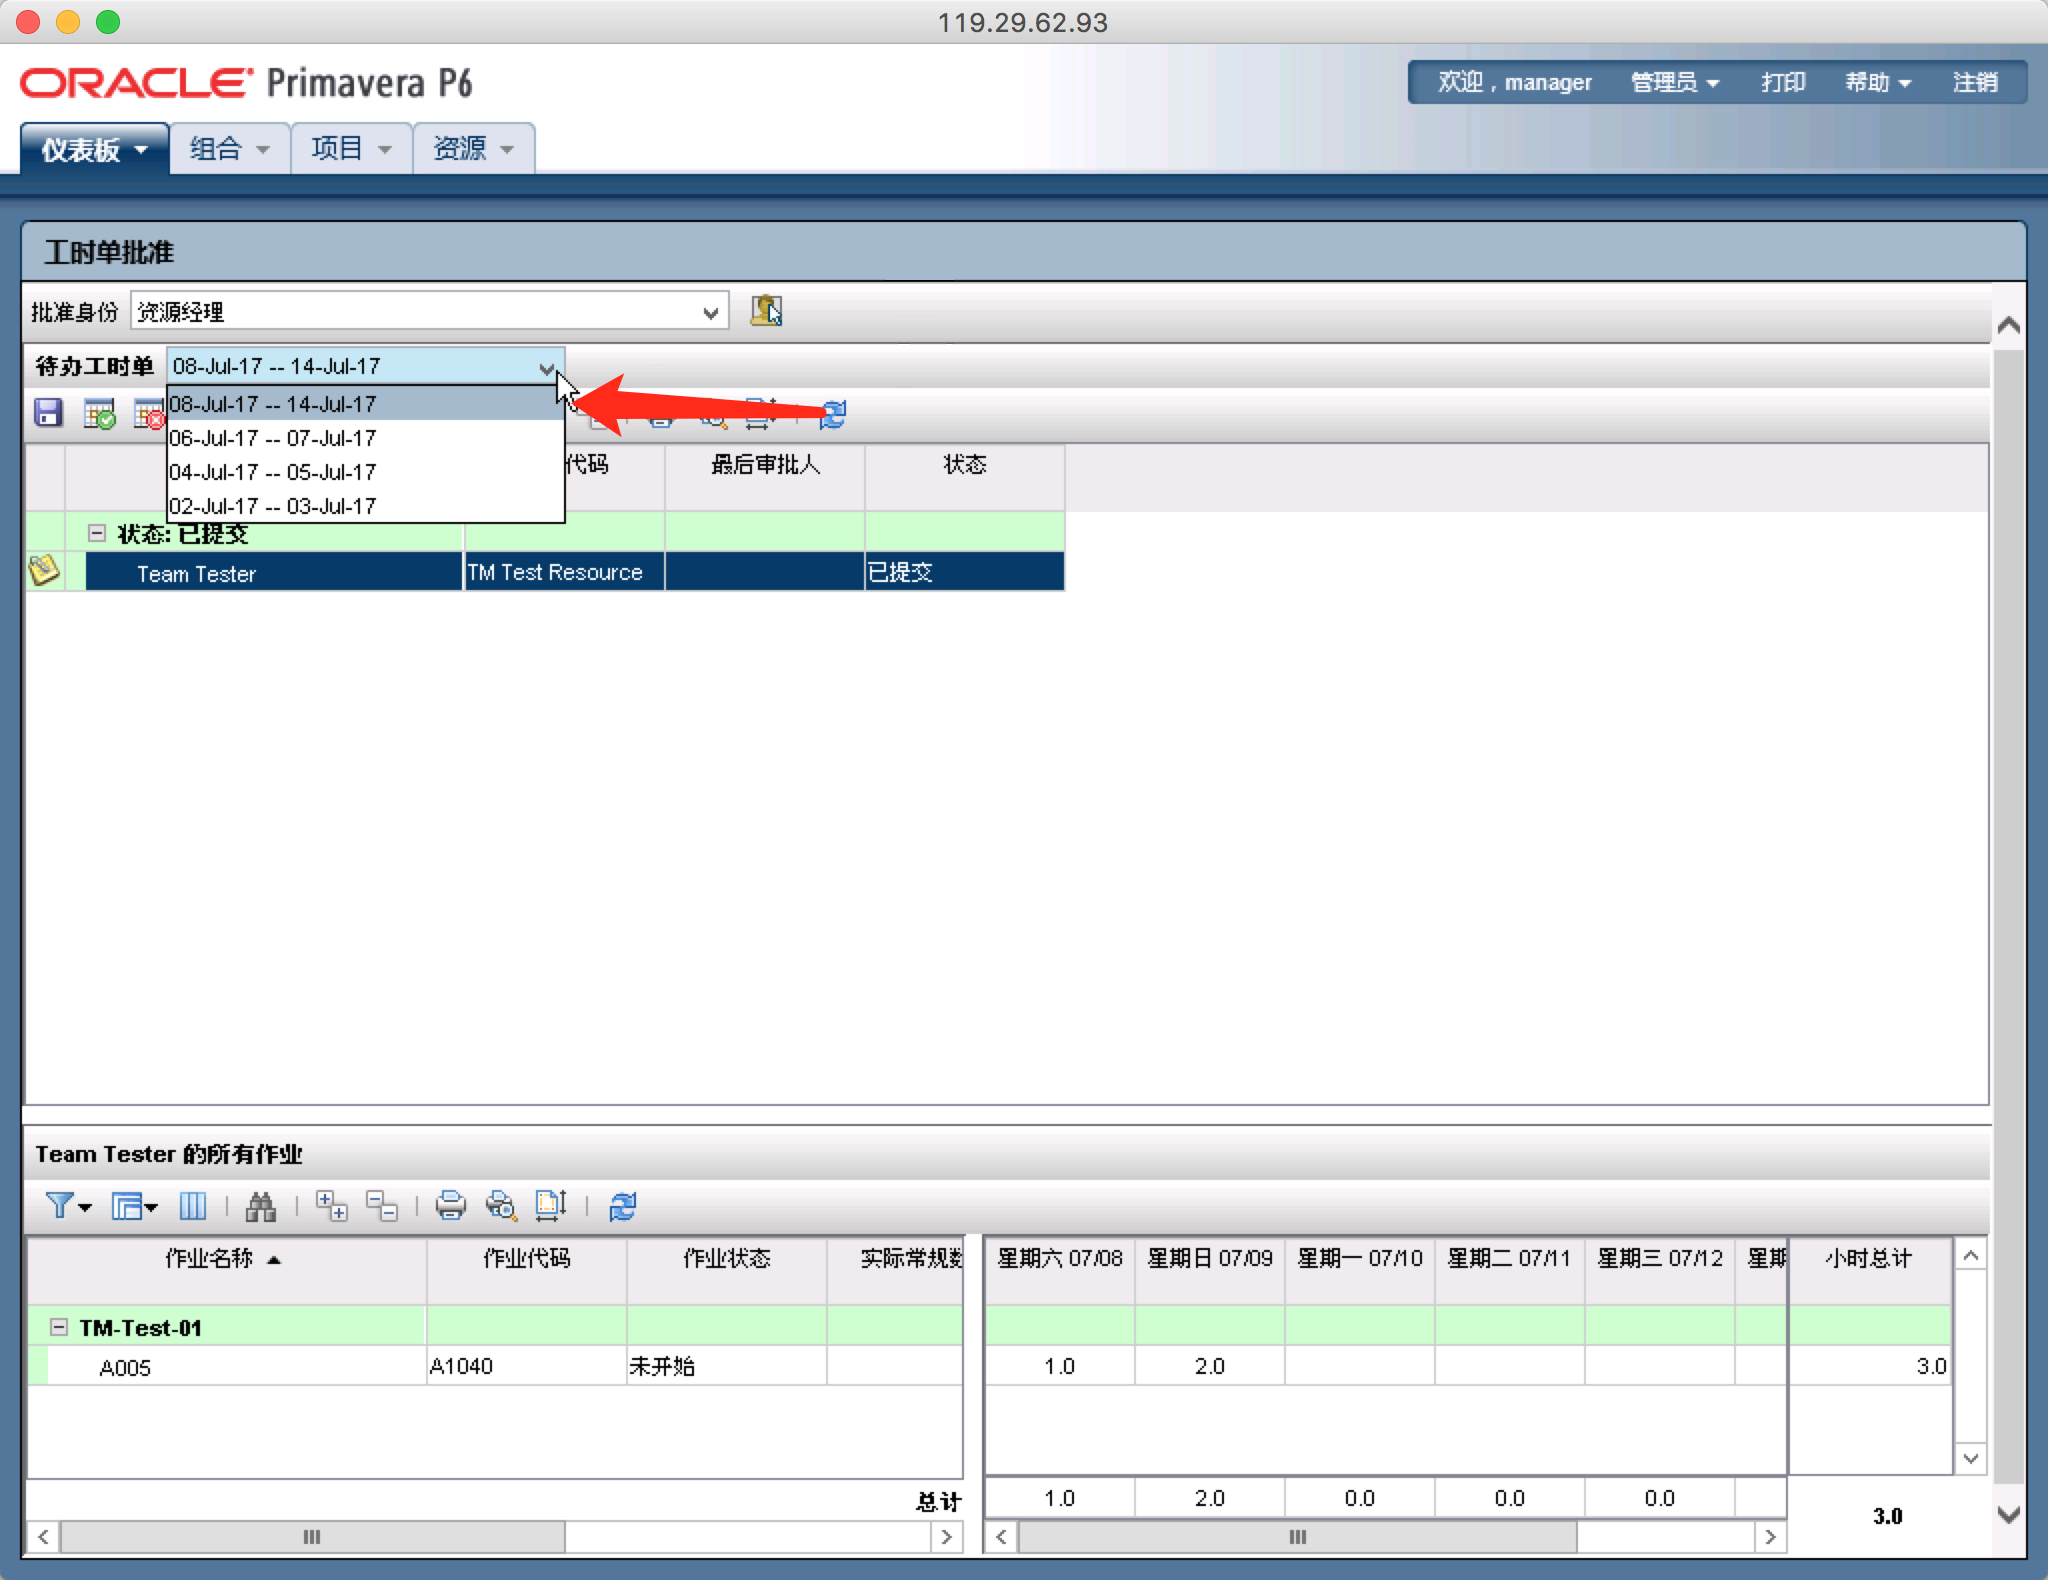 119.29.62.93
ORACLE Primavera P6
欢迎，manager 管理员 打印 帮助 注销
仪表板 组合 项目 资源
工时单批准
批准身份 资源经理
待办工时单 08-Jul-17 -- 14-Jul-17
08-Jul-17 -- 14-Jul-17
06-Jul-17 -- 07-Jul-17
04-Jul-17 -- 05-Jul-17
02-Jul-17 -- 03-Jul-17
代码 最后审批人 状态
状态: 已提交
Team Tester TM Test Resource 已提交
Team Tester 的所有作业
作业名称 作业代码 作业状态 实际常规数 星期六 07/08 星期日 07/09 星期一 07/10 星期二 07/11 星期三 07/12 星期 小时总计
TM-Test-01
A005 A1040 未开始 1.0 2.0 3.0
总计 1.0 2.0 0.0 0.0 0.0 3.0